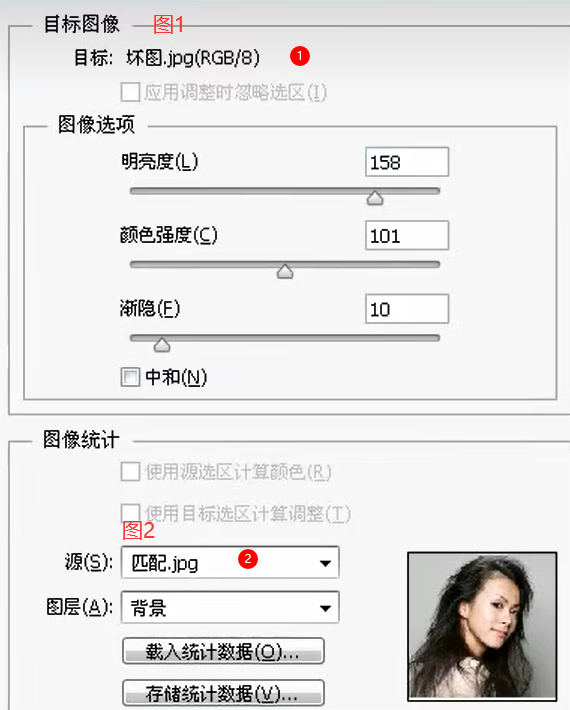 目标图像 图1
目标: 坏图.jpg(RGB/8) 1
应用调整时忽略选区(I)
图像选项
明亮度(L) 158
颜色强度(C) 101
渐隐(F) 10
中和(N)
图像统计
使用源选区计算颜色(R)
使用目标选区计算调整(T)
图2
源(S): 匹配.jpg 2
图层(A): 背景
载入统计数据(O)...
存储统计数据(V)...